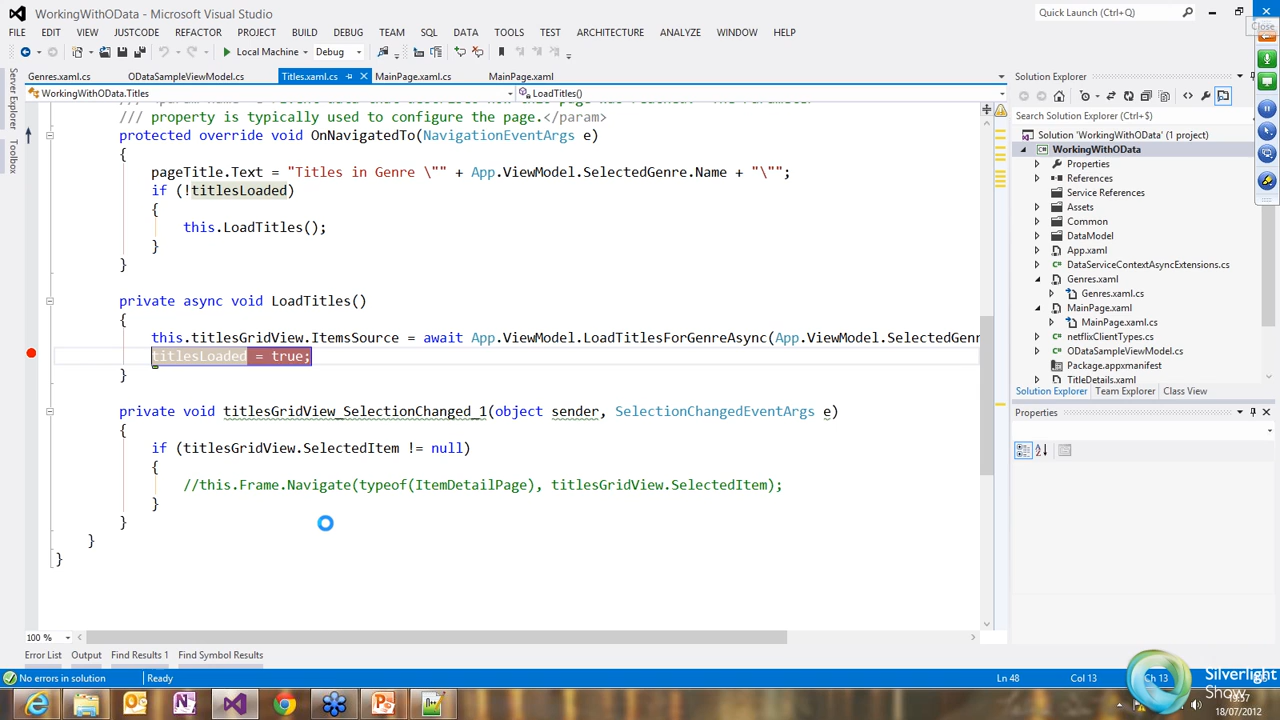 WorkingWithOData - Microsoft Visual Studio
Quick Launch (Ctrl+Q)
Close
FILE EDIT VIEW JUSTCODE REFACTOR PROJECT BUILD DEBUG TEAM SQL DATA TOOLS TEST ARCHITECTURE ANALYZE WINDOW HELP
Local Machine Debug
Genres.xaml.cs ODataSampleViewModel.cs Titles.xaml.cs MainPage.xaml.cs MainPage.xaml
WorkingWithOData.Titles LoadTitles()
Server Explorer
Toolbox
/// property is typically used to configure the page.</param>
protected override void OnNavigatedTo(NavigationEventArgs e)
{
pageTitle.Text = "Titles in Genre \"" + App.ViewModel.SelectedGenre.Name + "\"";
if (!titlesLoaded)
{
this.LoadTitles();
}
}
private async void LoadTitles()
{
this.titlesGridView.ItemsSource = await App.ViewModel.LoadTitlesForGenreAsync(App.ViewModel.SelectedGenr
titlesLoaded = true;
}
private void titlesGridView_SelectionChanged_1(object sender, SelectionChangedEventArgs e)
{
if (titlesGridView.SelectedItem != null)
{
//this.Frame.Navigate(typeof(ItemDetailPage), titlesGridView.SelectedItem);
}
}
}
}
100 %
Solution Explorer
Search Solution Explorer
Solution 'WorkingWithOData' (1 project)
WorkingWithOData
Properties
References
Service References
Assets
Common
DataModel
App.xaml
DataServiceContextAsyncExtensions.cs
Genres.xaml
Genres.xaml.cs
MainPage.xaml
MainPage.xaml.cs
netflixClientTypes.cs
ODataSampleViewModel.cs
Package.appxmanifest
TitleDetails.xaml
Solution Explorer Team Explorer Class View
Properties
Error List Output Find Results 1 Find Symbol Results
No errors in solution Ready Ln 48 Col 13 Ch 13
Silverlight
Show
18/07/2012